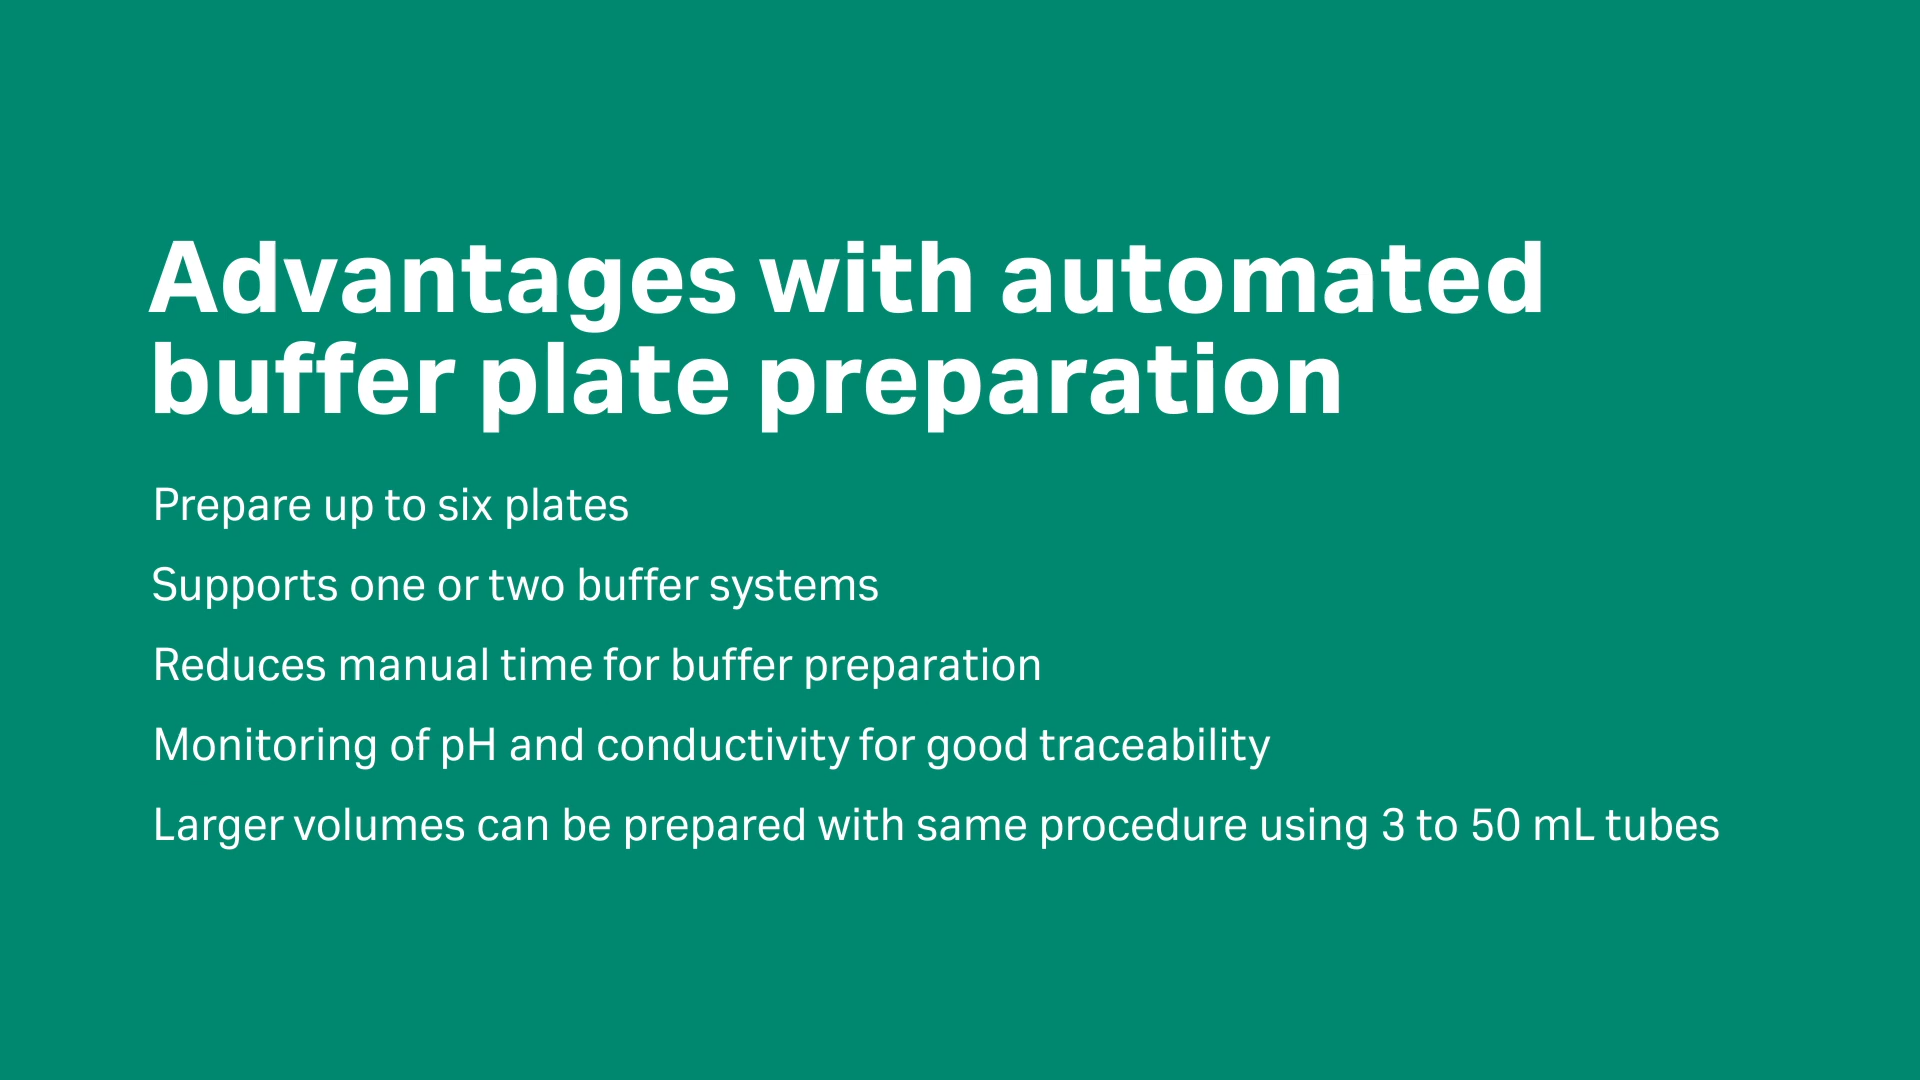 Advantages with automated
buffer plate preparation
Prepare up to six plates
Supports one or two buffer systems
Reduces manual time for buffer preparation
Monitoring of pH and conductivity for good traceability
Larger volumes can be prepared with same procedure using 3 to 50 mL tubes